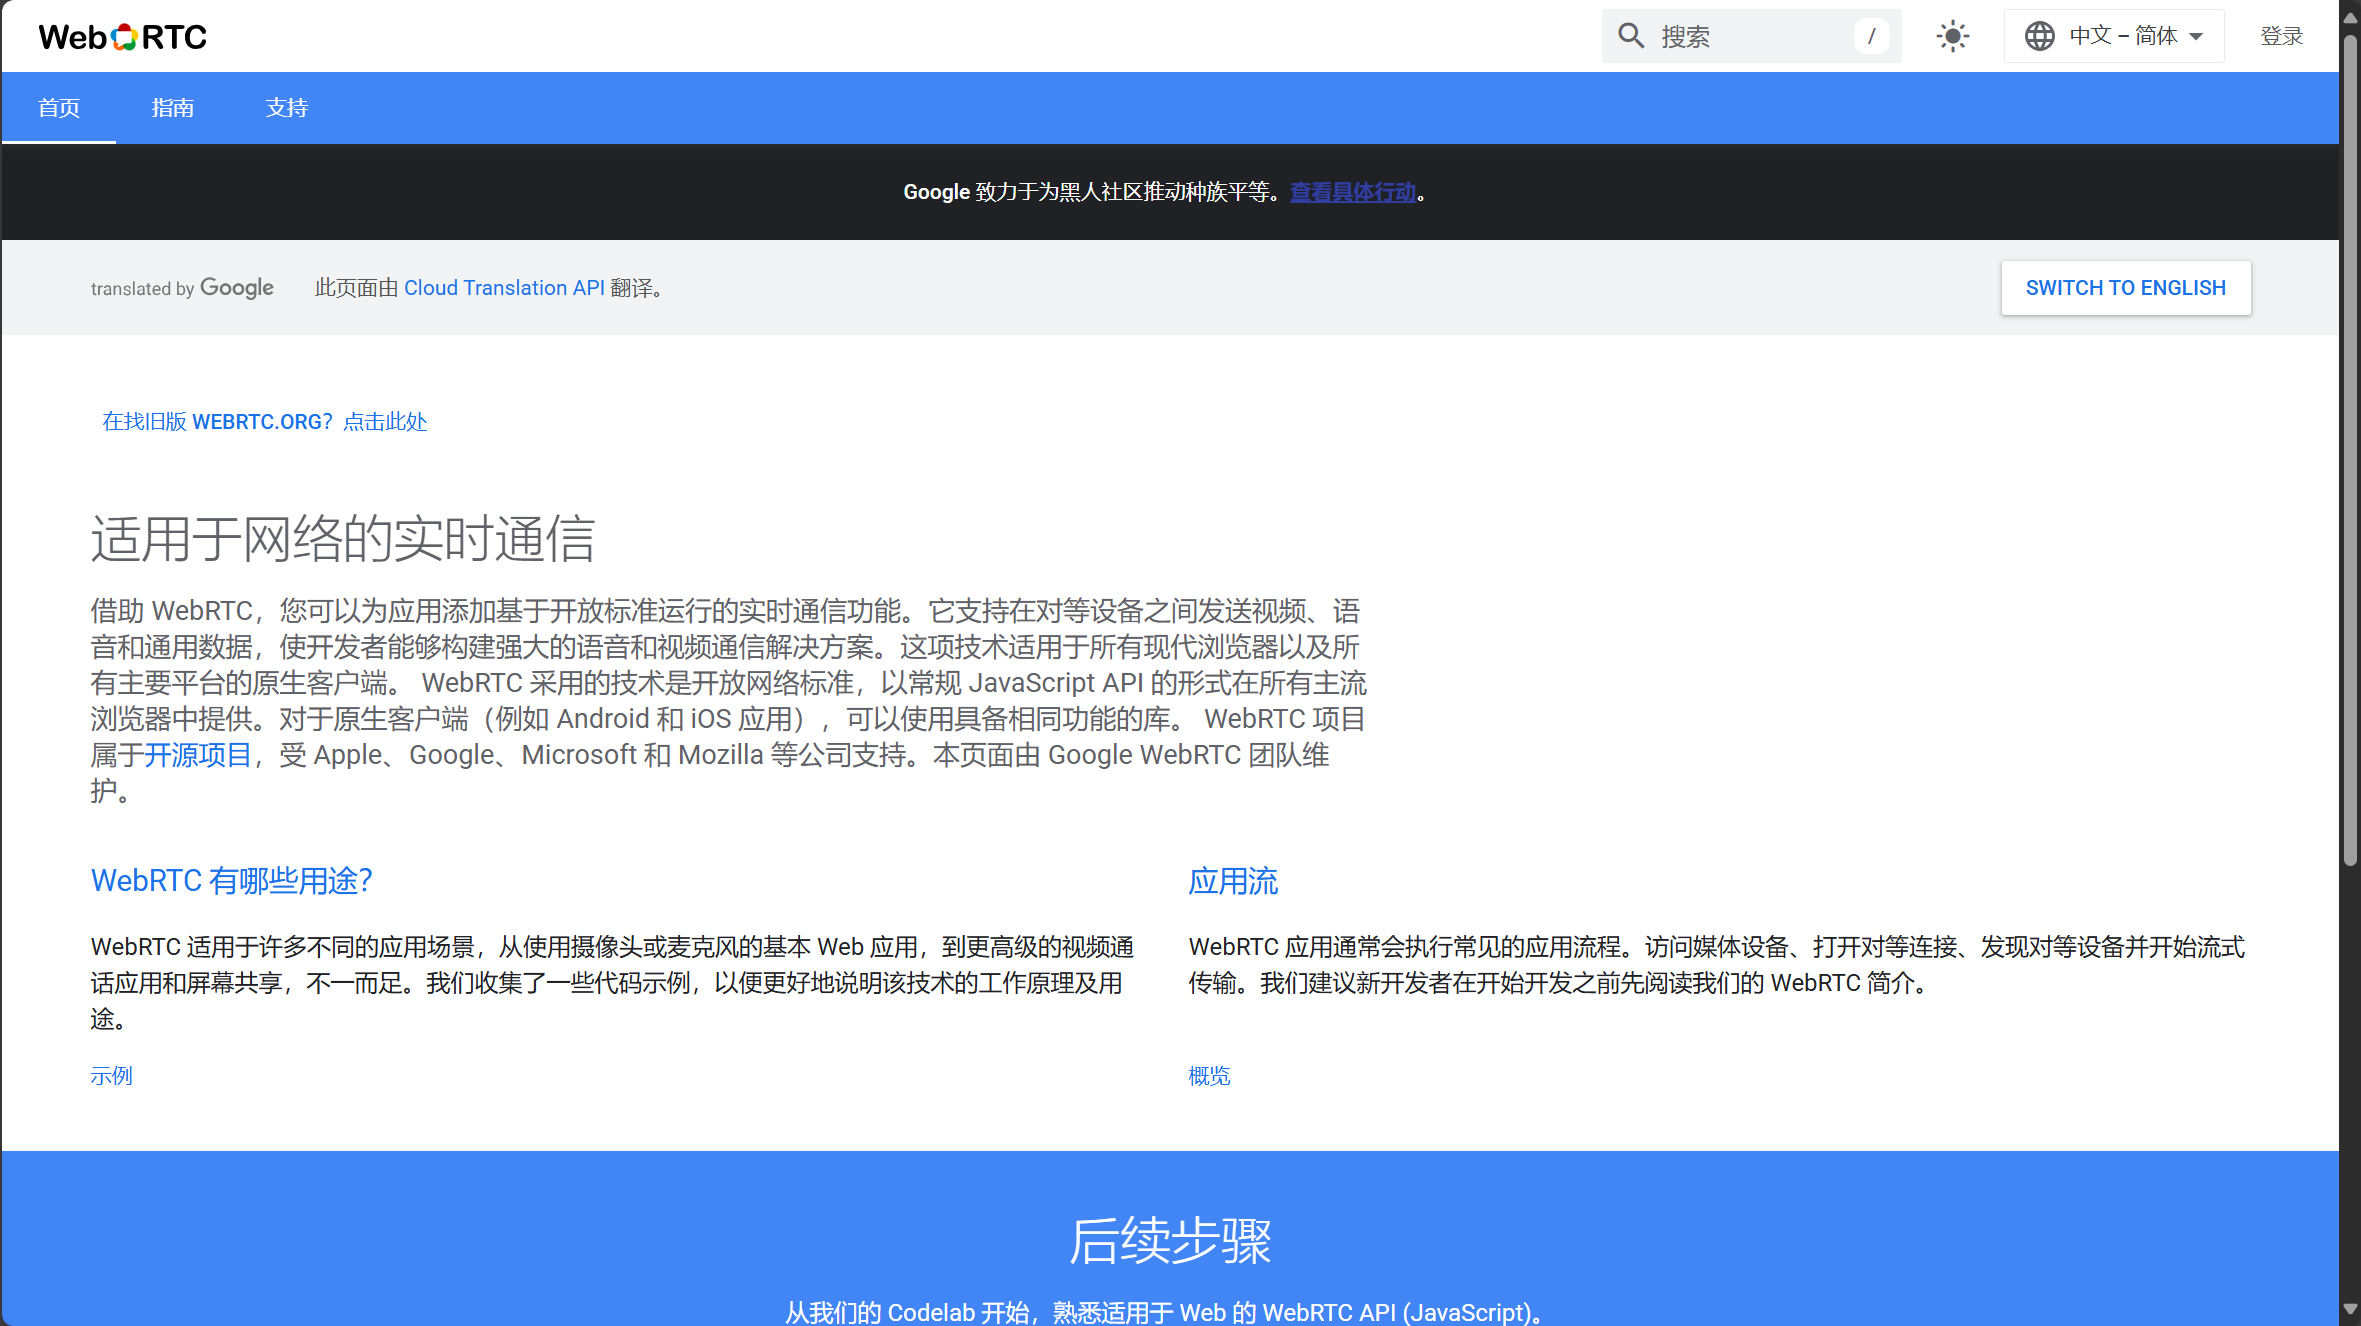 WebRTC
搜索 /
中文 – 简体
登录
首页
指南
支持
Google 致力于为黑人社区推动种族平等。查看具体行动。
translated by Google
此页面由 Cloud Translation API 翻译。
SWITCH TO ENGLISH
在找旧版 WEBRTC.ORG？点击此处
适用于网络的实时通信
借助 WebRTC，您可以为应用添加基于开放标准运行的实时通信功能。它支持在对等设备之间发送视频、语
音和通用数据，使开发者能够构建强大的语音和视频通信解决方案。这项技术适用于所有现代浏览器以及所
有主要平台的原生客户端。 WebRTC 采用的技术是开放网络标准，以常规 JavaScript API 的形式在所有主流
浏览器中提供。对于原生客户端（例如 Android 和 iOS 应用），可以使用具备相同功能的库。 WebRTC 项目
属于开源项目，受 Apple、Google、Microsoft 和 Mozilla 等公司支持。本页面由 Google WebRTC 团队维
护。
WebRTC 有哪些用途？
WebRTC 适用于许多不同的应用场景，从使用摄像头或麦克风的基本 Web 应用，到更高级的视频通
话应用和屏幕共享，不一而足。我们收集了一些代码示例，以便更好地说明该技术的工作原理及用
途。
示例
应用流
WebRTC 应用通常会执行常见的应用流程。访问媒体设备、打开对等连接、发现对等设备并开始流式
传输。我们建议新开发者在开始开发之前先阅读我们的 WebRTC 简介。
概览
后续步骤
从我们的 Codelab 开始，熟悉适用于 Web 的 WebRTC API (JavaScript)。